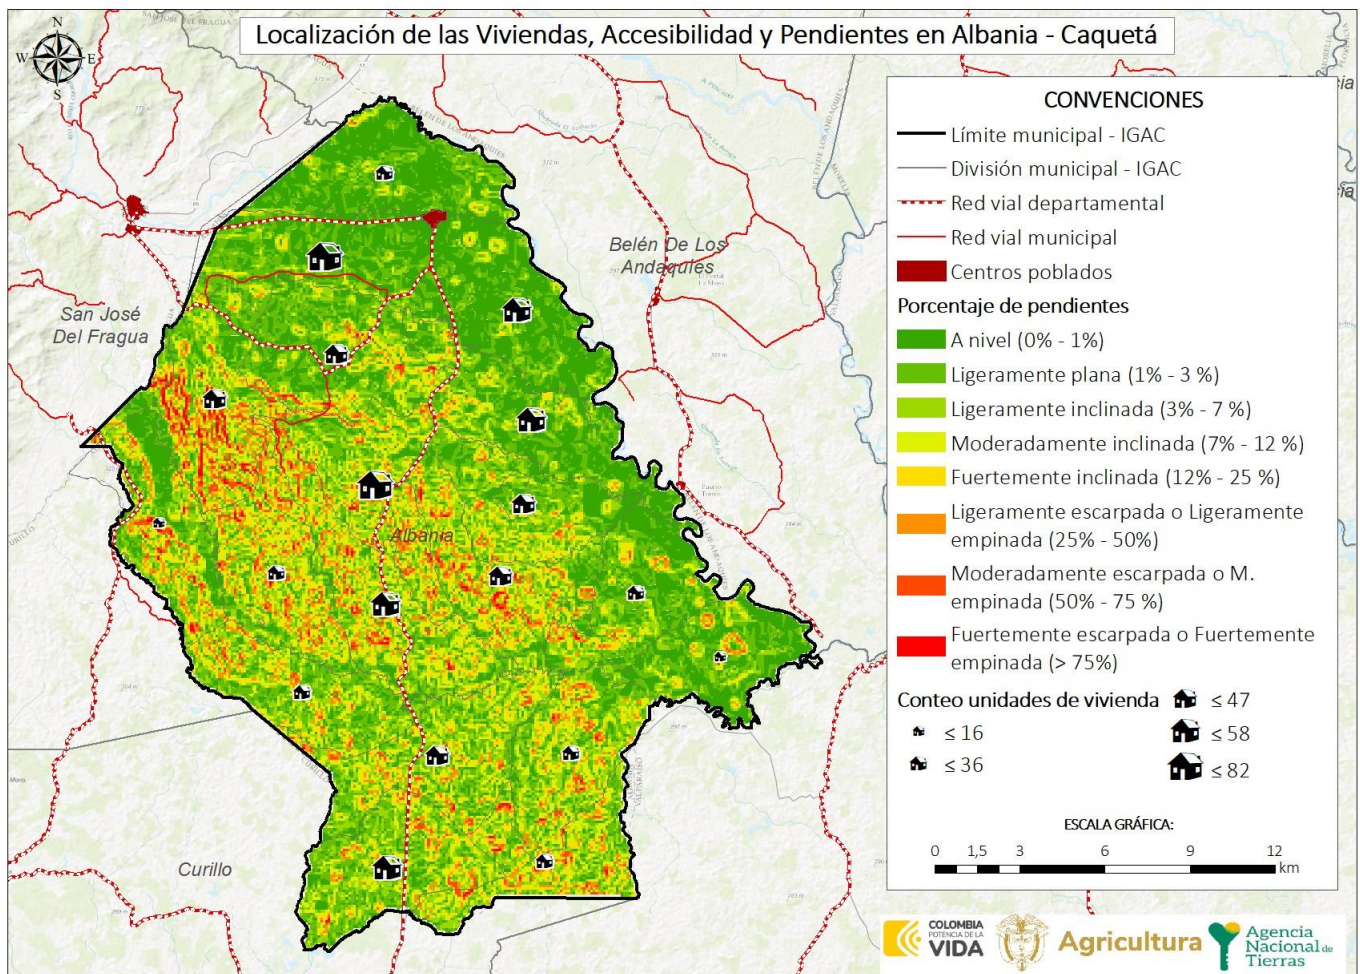 Localización de las Viviendas, Accesibilidad y Pendientes en Albania - Caquetá
N
W
E
S
San José
Del Fragua
Belén De Los
Andaquíes
Albania
Curillo
CONVENCIONES
Límite municipal - IGAC
División municipal - IGAC
Red vial departamental
Red vial municipal
Centros poblados
Porcentaje de pendientes
A nivel (0% - 1%)
Ligeramente plana (1% - 3 %)
Ligeramente inclinada (3% - 7 %)
Moderadamente inclinada (7% - 12 %)
Fuertemente inclinada (12% - 25 %)
Ligeramente escarpada o Ligeramente
empinada (25% - 50%)
Moderadamente escarpada o M.
empinada (50% - 75 %)
Fuertemente escarpada o Fuertemente
empinada (> 75%)
Conteo unidades de vivienda
≤ 16
≤ 36
≤ 47
≤ 58
≤ 82
ESCALA GRÁFICA:
0 1,5 3 6 9 12
km
COLOMBIA
POTENCIA DE LA
VIDA
Agricultura
Agencia
Nacional de
Tierras